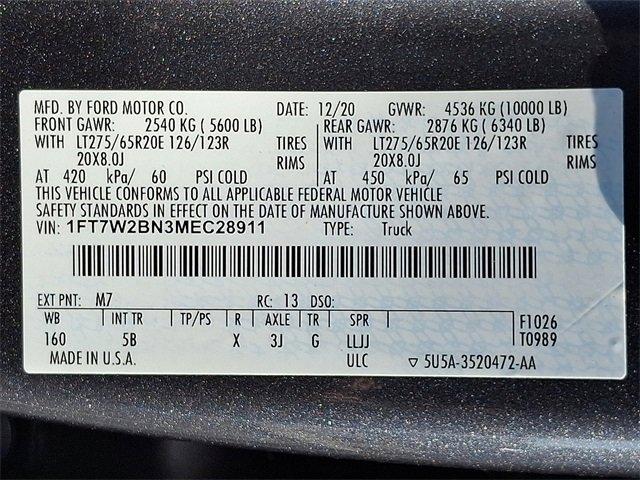 MFD. BY FORD MOTOR CO. DATE: 12/20 GVWR: 4536 KG (10000 LB)
FRONT GAWR: 2540 KG ( 5600 LB) REAR GAWR: 2876 KG ( 6340 LB)
WITH LT275/65R20E 126/123R TIRES WITH LT275/65R20E 126/123R TIRES
20X8.0J RIMS 20X8.0J RIMS
AT 420 kPa/ 60 PSI COLD AT 450 kPa/ 65 PSI COLD
THIS VEHICLE CONFORMS TO ALL APPLICABLE FEDERAL MOTOR VEHICLE
SAFETY STANDARDS IN EFFECT ON THE DATE OF MANUFACTURE SHOWN ABOVE.
VIN: 1FT7W2BN3MEC28911 TYPE: Truck
EXT PNT: M7 RC: 13 DSO:
WB INT TR TP/PS R AXLE TR SPR F1026
160 5B X 3J G LLJJ T0989
MADE IN U.S.A. ULC ▽ 5U5A-3520472-AA